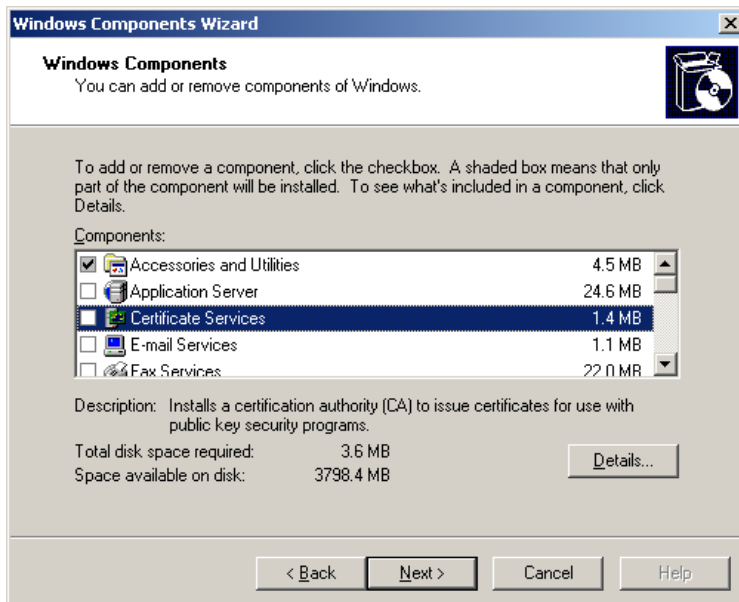 Windows Components Wizard
Windows Components
You can add or remove components of Windows.
To add or remove a component, click the checkbox. A shaded box means that only
part of the component will be installed. To see what's included in a component, click
Details.
Components:
Accessories and Utilities 4.5 MB
Application Server 24.6 MB
Certificate Services 1.4 MB
E-mail Services 1.1 MB
Fax Services 22.0 MB
Description: Installs a certification authority (CA) to issue certificates for use with
public key security programs.
Total disk space required: 3.6 MB
Space available on disk: 3798.4 MB
Details...
< Back Next > Cancel Help